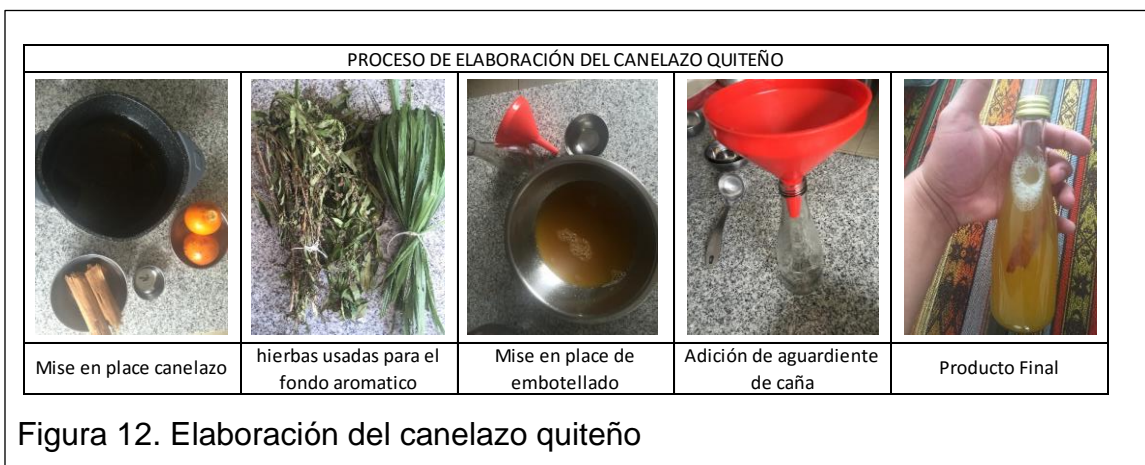 PROCESO DE ELABORACIÓN DEL CANELAZO QUITEÑO
Mise en place canelazo
hierbas usadas para el
fondo aromatico
Mise en place de
embotellado
Adición de aguardiente
de caña
Producto Final
Figura 12. Elaboración del canelazo quiteño